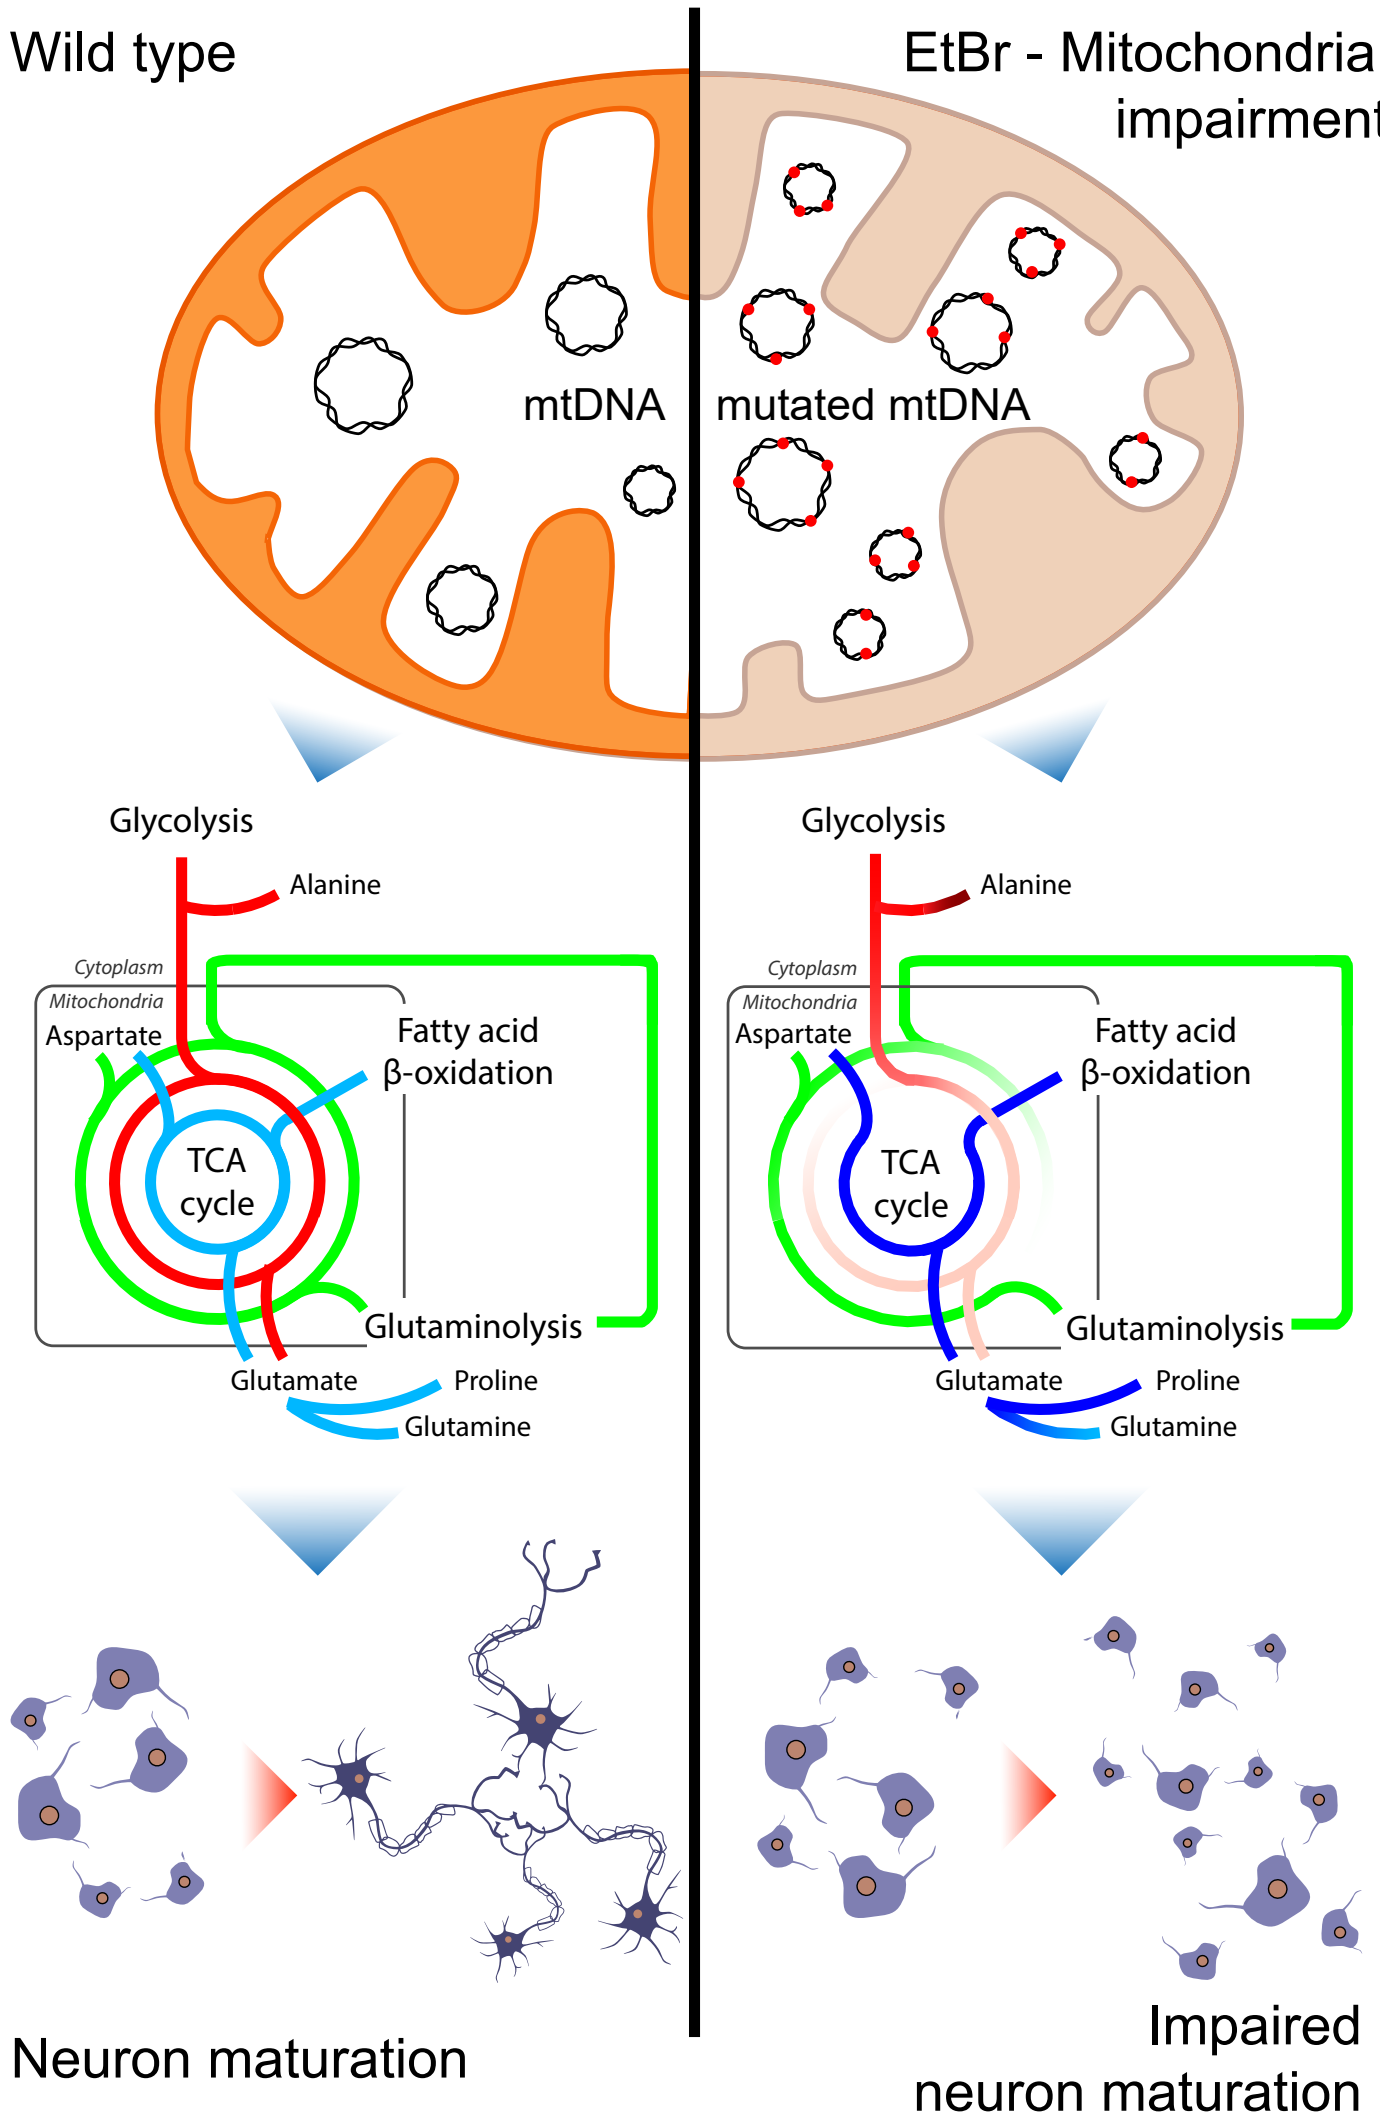 Wild type
EtBr - Mitochondria
impairment
mtDNA
mutated mtDNA
Glycolysis
Alanine
Cytoplasm
Mitochondria
Aspartate
Fatty acid
β-oxidation
TCA
cycle
Glutaminolysis
Glutamate
Proline
Glutamine
Glycolysis
Alanine
Cytoplasm
Mitochondria
Aspartate
Fatty acid
β-oxidation
TCA
cycle
Glutaminolysis
Glutamate
Proline
Glutamine
Neuron maturation
Impaired
neuron maturation